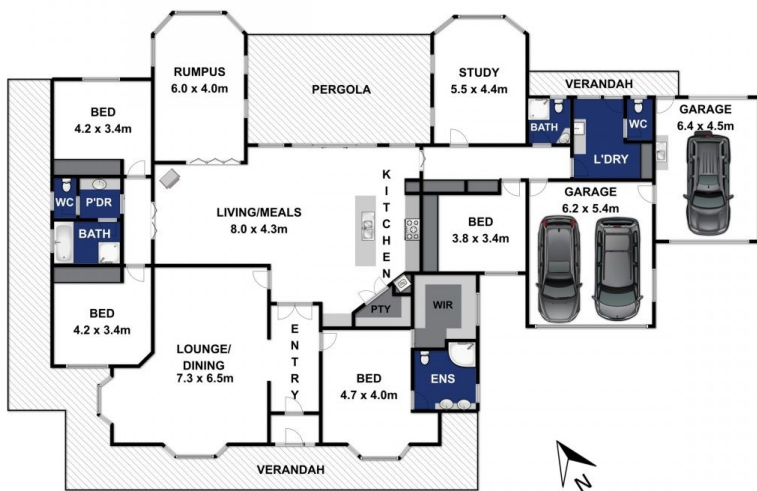 RUMPUS
6.0 x 4.0m
PERGOLA
STUDY
5.5 x 4.4m
VERANDAH
BED
4.2 x 3.4m
BATH
WC
L'DRY
GARAGE
6.4 x 4.5m
WC
P'DR
BATH
LIVING/MEALS
8.0 x 4.3m
KITCHEN
BED
3.8 x 3.4m
GARAGE
6.2 x 5.4m
BED
4.2 x 3.4m
LOUNGE/
DINING
7.3 x 6.5m
ENTRY
PTY
WIR
BED
4.7 x 4.0m
ENS
VERANDAH
N